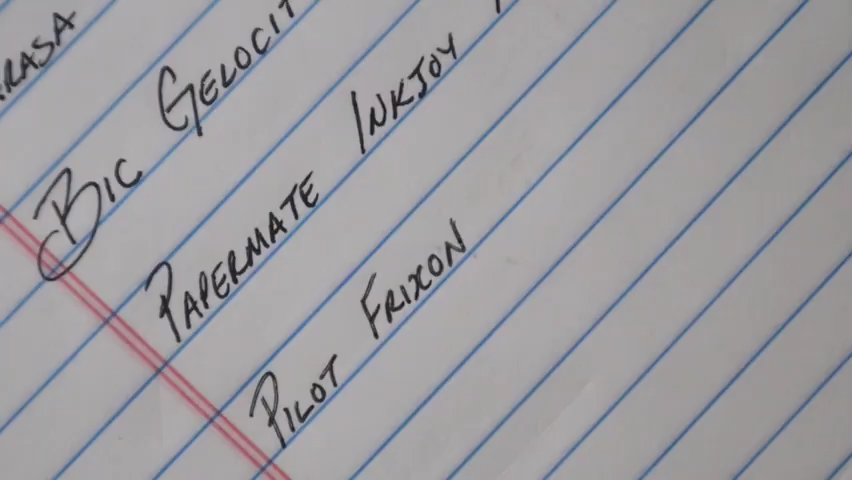 RASA
BIC GELOCIT
PAPERMATE INKJOY
PILOT FRIXON